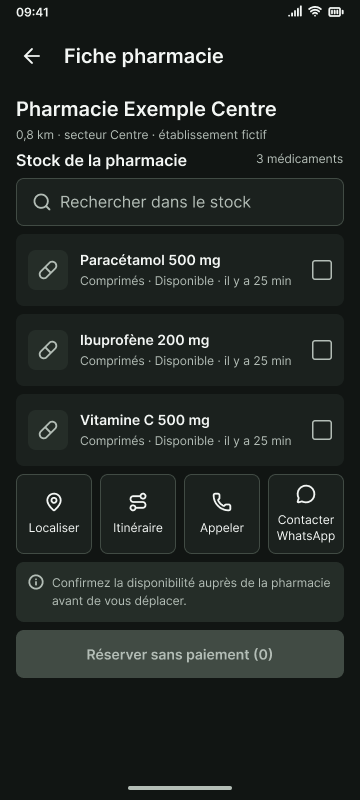 09:41
Fiche pharmacie
Pharmacie Exemple Centre
0,8 km · secteur Centre · établissement fictif
Stock de la pharmacie
3 médicaments
Rechercher dans le stock
Paracétamol 500 mg
Comprimés · Disponible · il y a 25 min
Ibuprofène 200 mg
Comprimés · Disponible · il y a 25 min
Vitamine C 500 mg
Comprimés · Disponible · il y a 25 min
Localiser
Itinéraire
Appeler
Contacter
WhatsApp
Confirmez la disponibilité auprès de la pharmacie
avant de vous déplacer.
Réserver sans paiement (0)